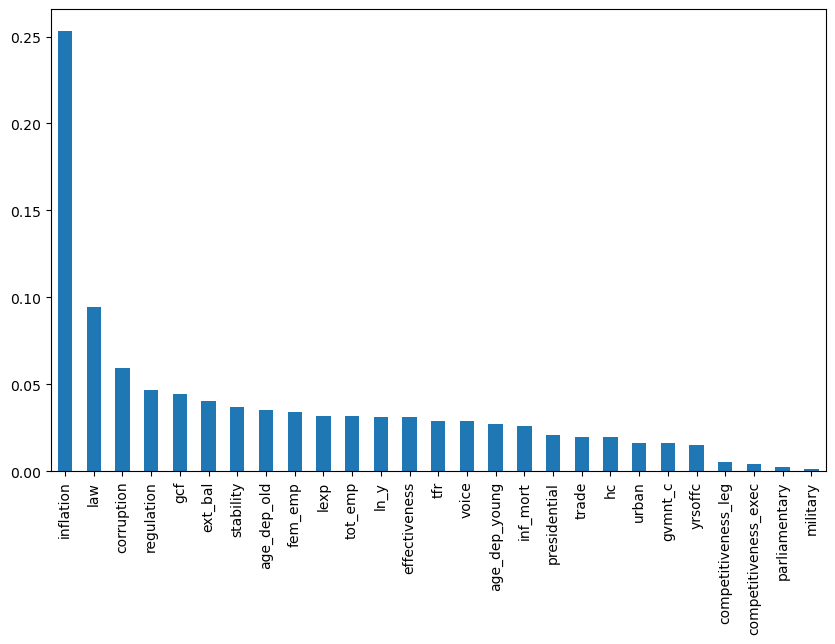 0.25
0.20
0.15
0.10
0.05
0.00
inflation
law
corruption
regulation
gcf
ext_bal
stability
age_dep_old
fem_emp
lexp
tot_emp
ln_y
effectiveness
tfr
voice
age_dep_young
inf_mort
presidential
trade
hc
urban
gvmnt_c
yrsoffc
competitiveness_leg
competitiveness_exec
parliamentary
military